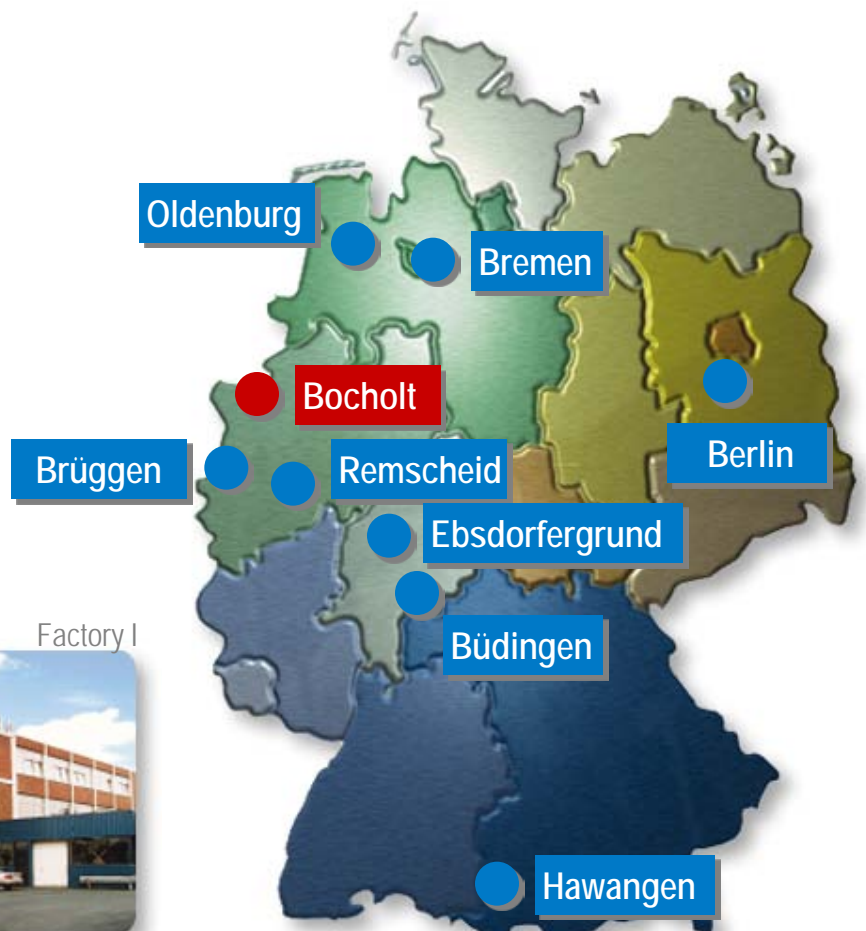 Oldenburg
Bremen
Bocholt
Brüggen
Remscheid
Berlin
Ebsdorfergrund
Factory I
Büdingen
Hawangen